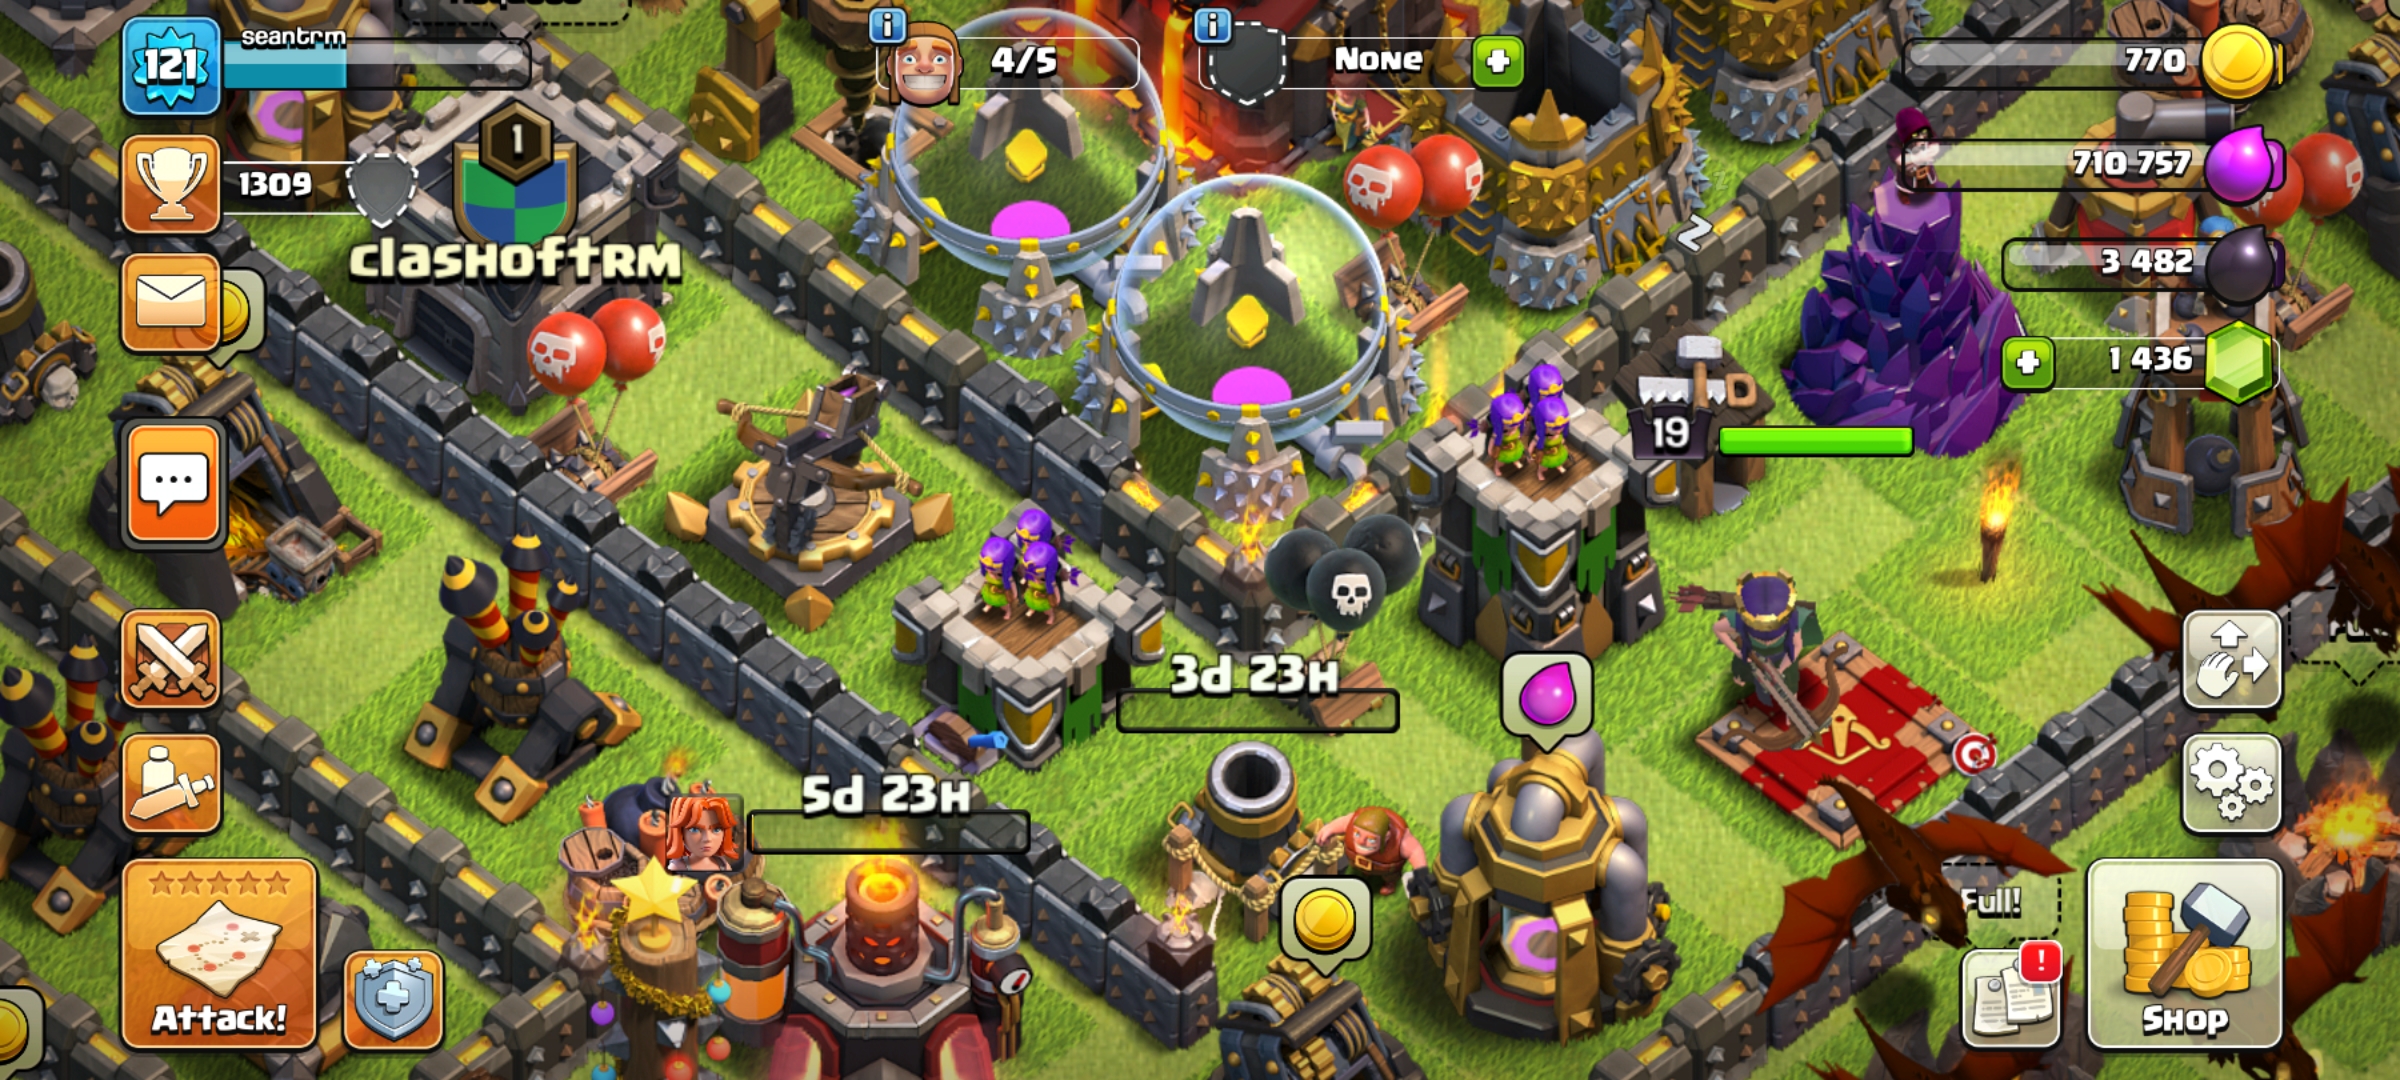 121
seantrm
4/5
None
770
1309
1
clashoftrm
710 757
3 482
1 436
19
3d 23H
5d 23H
Full!
Attack!
Shop
!
i
i
Z